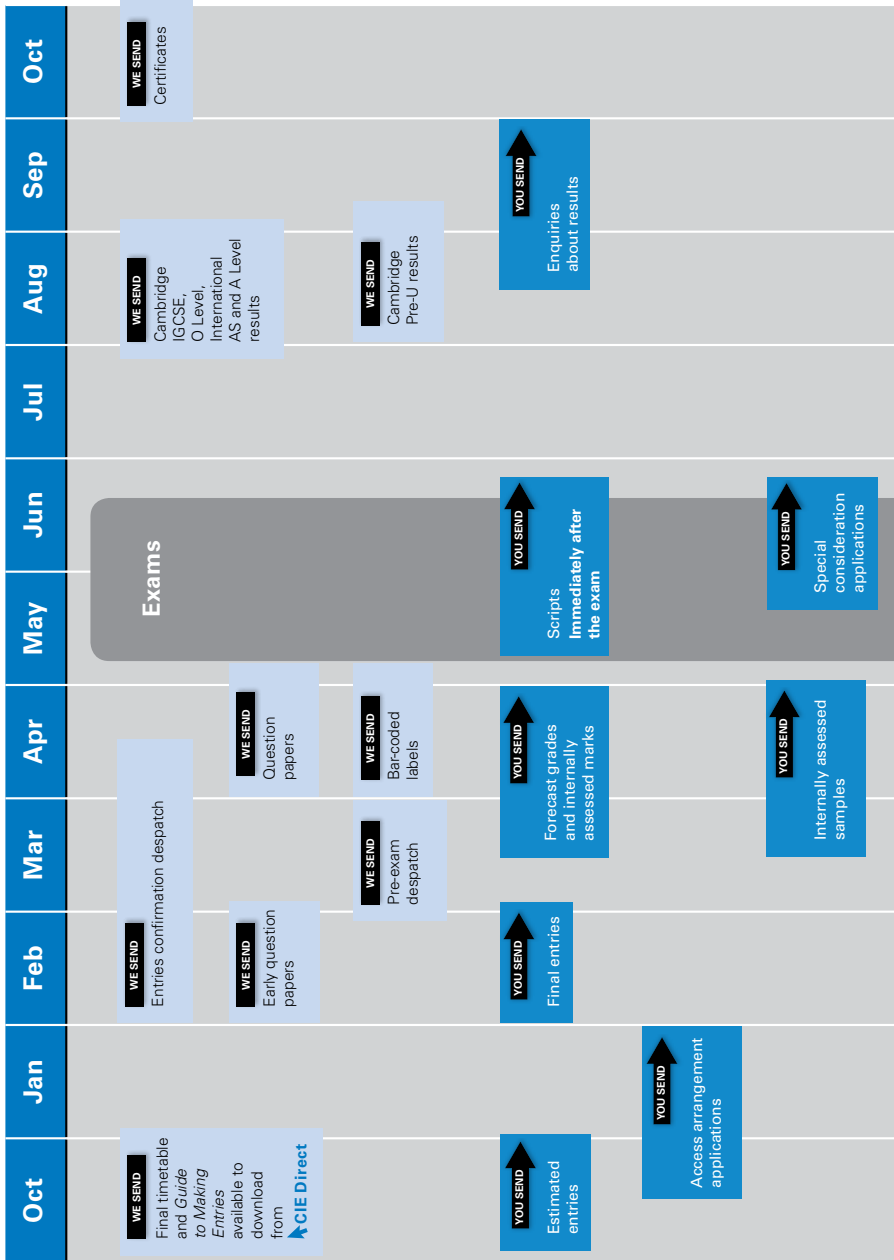 Oct
Jan
Feb
Mar
Apr
May
Jun
Jul
Aug
Sep
Oct
WE SEND
Final timetable
and Guide
to Making
Entries
available to
download
from
CIE Direct
WE SEND
Entries confirmation despatch
WE SEND
Early question
papers
WE SEND
Pre-exam
despatch
WE SEND
Question
papers
WE SEND
Bar-coded
labels
Exams
WE SEND
Cambridge
IGCSE,
O Level,
International
AS and A Level
results
WE SEND
Cambridge
Pre-U results
WE SEND
Certificates
YOU SEND
Estimated
entries
YOU SEND
Access arrangement
applications
YOU SEND
Final entries
YOU SEND
Forecast grades
and internally
assessed marks
YOU SEND
Internally assessed
samples
YOU SEND
Scripts
Immediately after
the exam
YOU SEND
Special
consideration
applications
YOU SEND
Enquiries
about results